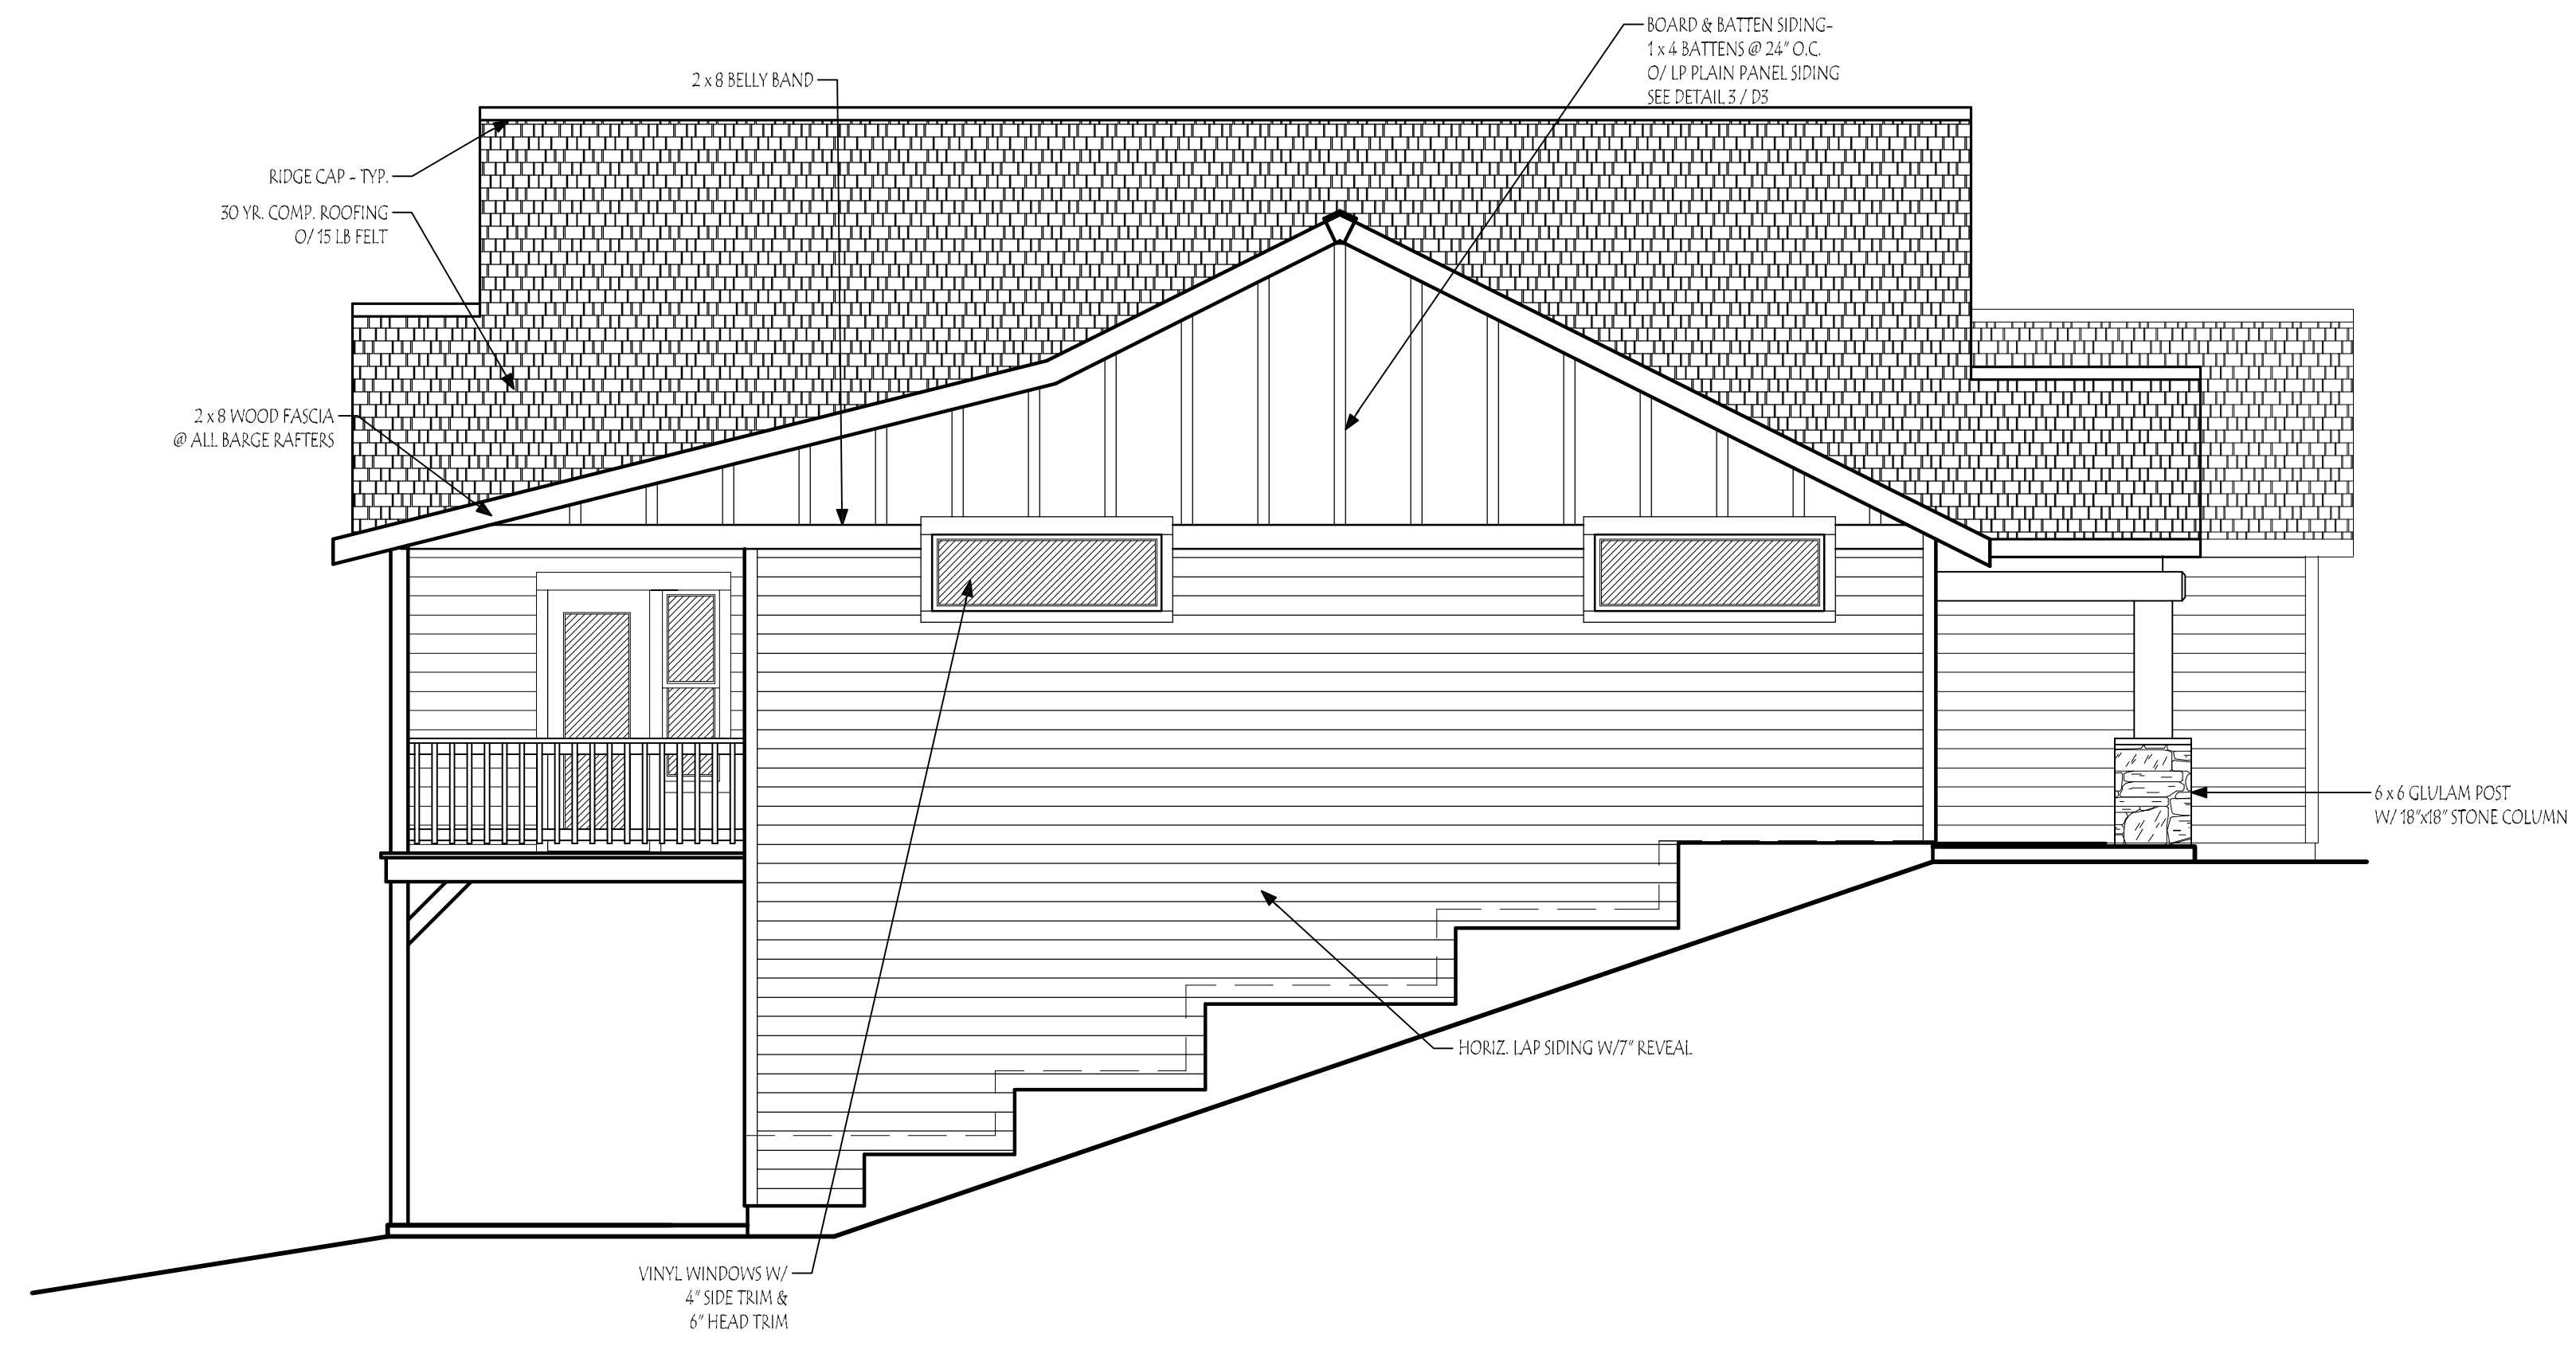 BOARD & BATTEN SIDING-
1 x 4 BATTENS @ 24" O.C.
O/ LP PLAIN PANEL SIDING
SEE DETAIL 3 / D3
2 x 8 BELLY BAND
RIDGE CAP - TYP.
30 YR. COMP. ROOFING
O/ 15 LB FELT
2 x 8 WOOD FASCIA
@ ALL BARGE RAFTERS
6 x 6 GLULAM POST
W/ 18"x18" STONE COLUMN
HORIZ. LAP SIDING W/7" REVEAL
VINYL WINDOWS W/
4" SIDE TRIM &
6" HEAD TRIM